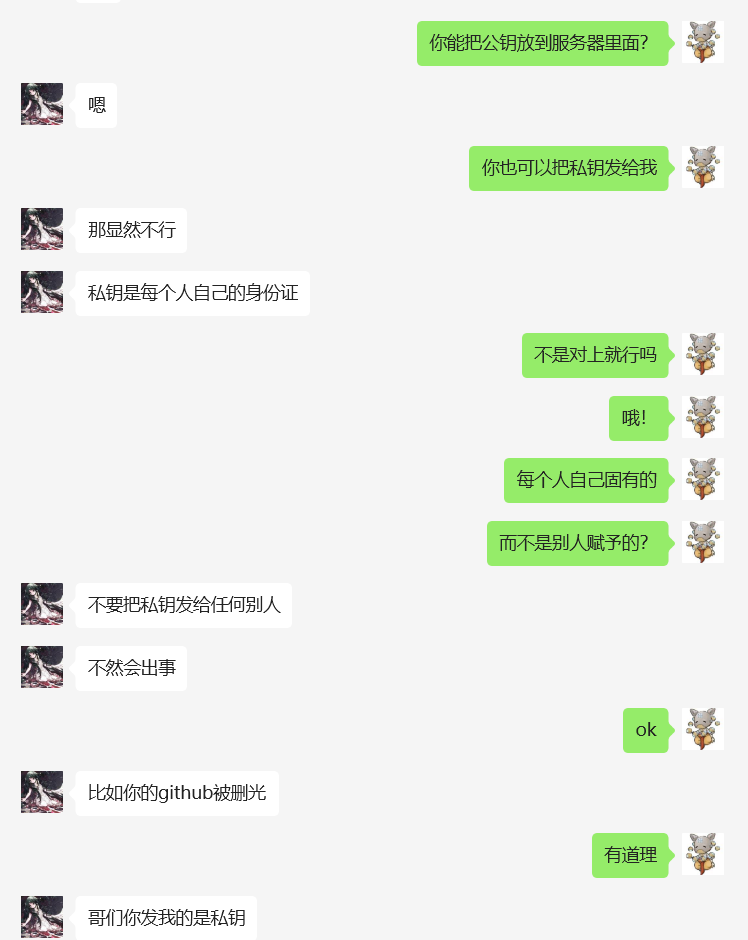 你能把公钥放到服务器里面?
嗯
你也可以把私钥发给我
那显然不行
私钥是每个人自己的身份证
不是对上就行吗
哦!
每个人自己固有的
而不是别人赋予的?
不要把私钥发给任何别人
不然会出事
ok
比如你的github被删光
有道理
哥们你发我的是私钥